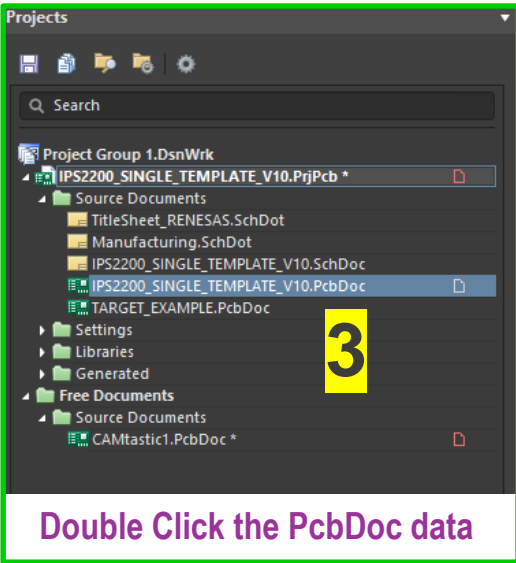 Projects
Search
Project Group 1.DsnWrk
IPS2200_SINGLE_TEMPLATE_V10.PrjPcb *
Source Documents
TitleSheet_RENESAS.SchDot
Manufacturing.SchDot
IPS2200_SINGLE_TEMPLATE_V10.SchDoc
IPS2200_SINGLE_TEMPLATE_V10.PcbDoc
TARGET_EXAMPLE.PcbDoc
Settings
Libraries
Generated
3
Free Documents
Source Documents
CAMtastic1.PcbDoc *
Double Click the PcbDoc data